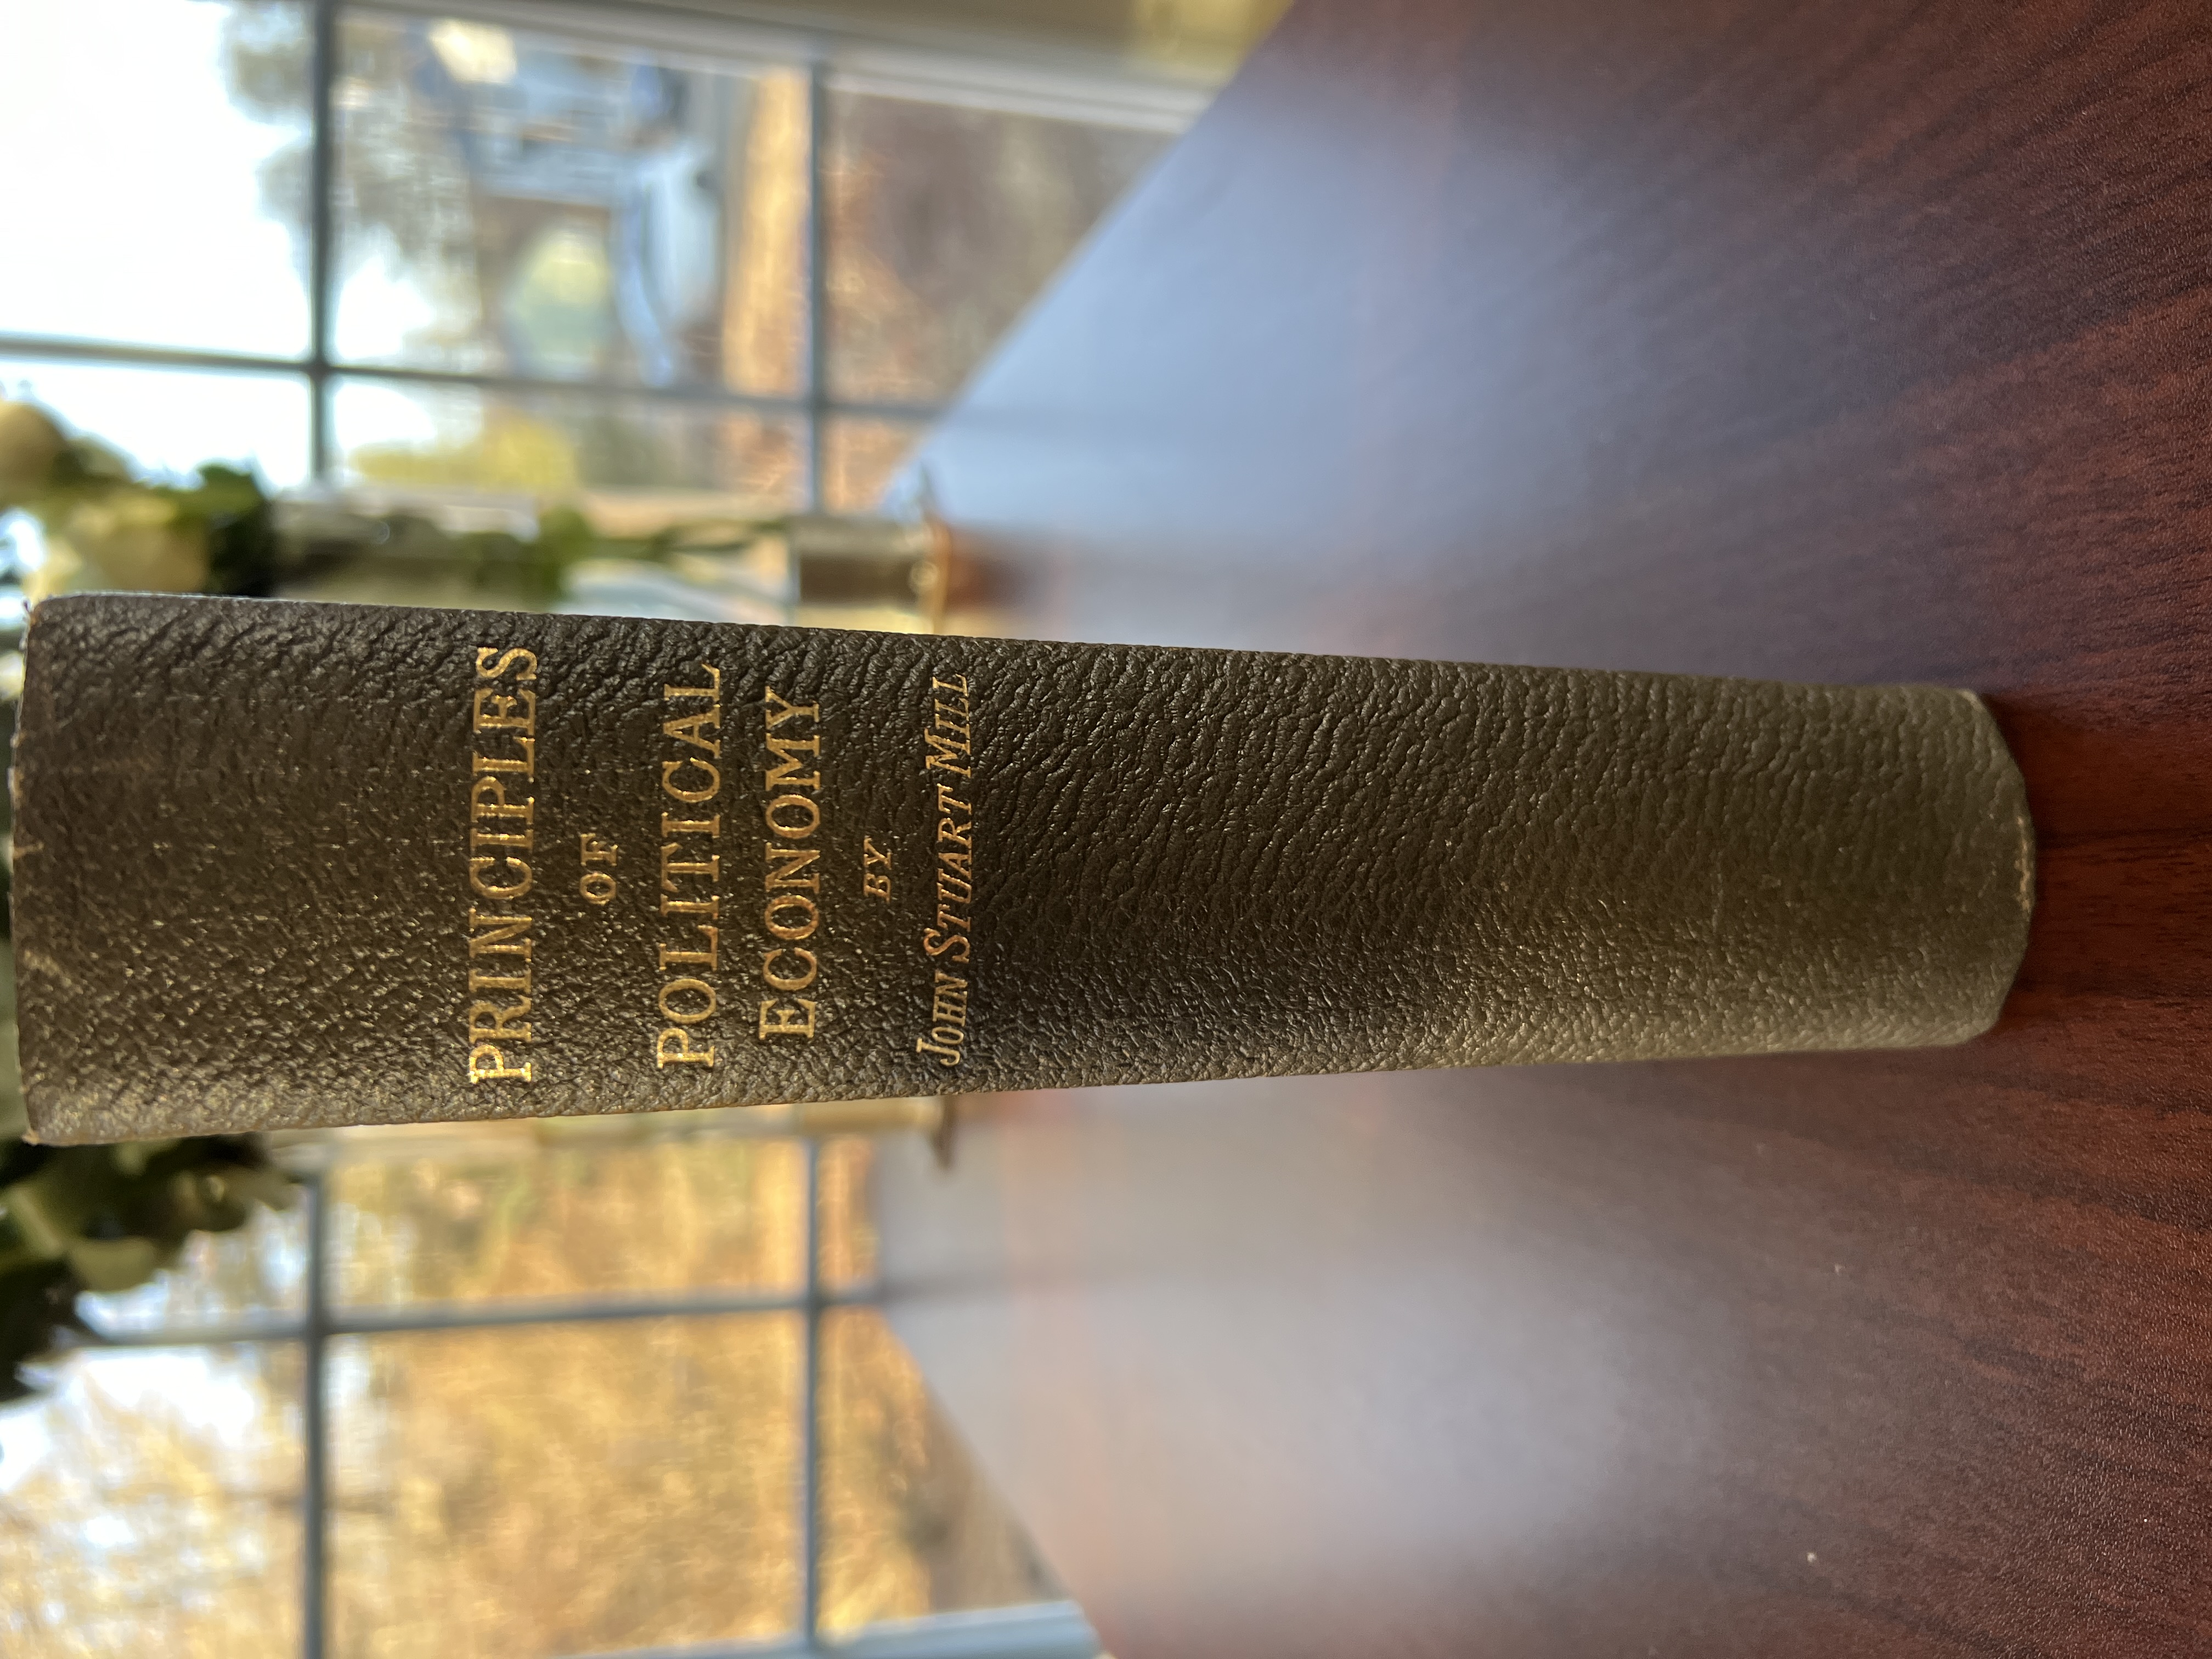 PRINCIPLES
OF
POLITICAL
ECONOMY
BY
JOHN STUART MILL